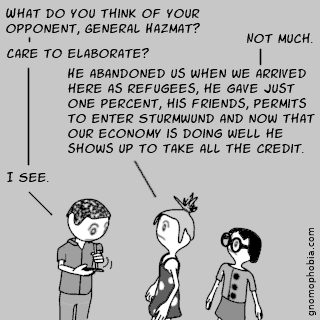 WHAT DO YOU THINK OF YOUR
OPPONENT, GENERAL HAZMAT?
NOT MUCH.
CARE TO ELABORATE?
HE ABANDONED US WHEN WE ARRIVED
HERE AS REFUGEES, HE GAVE JUST
ONE PERCENT, HIS FRIENDS, PERMITS
TO ENTER STURMWUND AND NOW THAT
OUR ECONOMY IS DOING WELL HE
SHOWS UP TO TAKE ALL THE CREDIT.
I SEE.
gnomophobia.com